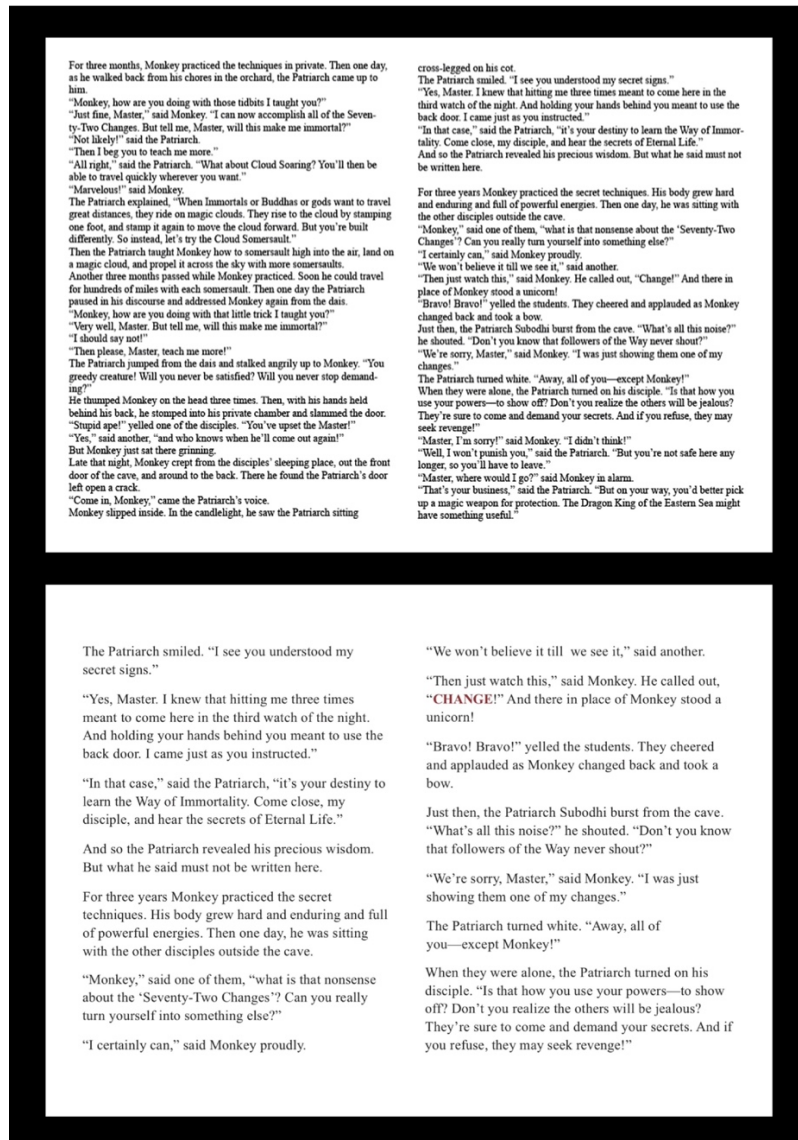 For three months, Monkey practiced the techniques in private. Then one day,
as he walked back from his chores in the orchard, the Patriarch came up to
him.
“Monkey, how are you doing with those tidbits I taught you?”
“Just fine, Master,” said Monkey. “I can now accomplish all of the Seven-
ty-Two Changes. But tell me, Master, will this make me immortal?”
“Not likely!” said the Patriarch.
“Then I beg you to teach me more.”
“All right,” said the Patriarch. “What about Cloud Soaring? You’ll then be
able to travel quickly wherever you want.”
“Marvelous!” said Monkey.
The Patriarch explained, “When Immortals or Buddhas or gods want to travel
great distances, they ride on magic clouds. They rise to the cloud by stamping
one foot, and stamp it again to move the cloud forward. But you’re built
differently. So instead, let’s try the Cloud Somersault.”
Then the Patriarch taught Monkey how to somersault high into the air, land on
a magic cloud, and propel it across the sky with more somersaults.
Another three months passed while Monkey practiced. Soon he could travel
for hundreds of miles with each somersault. Then one day the Patriarch
paused in his discourse and addressed Monkey again from the dais.
“Monkey, how are you doing with that little trick I taught you?”
“Very well, Master. But tell me, will this make me immortal?”
“I should say not!”
“Then please, Master, teach me more!”
The Patriarch jumped from the dais and stalked angrily up to Monkey. “You
greedy creature! Will you never be satisfied? Will you never stop demand-
ing?”
He thumped Monkey on the head three times. Then, with his hands held
behind his back, he stomped into his private chamber and slammed the door.
“Stupid ape!” yelled one of the disciples. “You’ve upset the Master!”
“Yes,” said another, “and who knows when he’ll come out again!”
But Monkey just sat there grinning.
Late that night, Monkey crept from the disciples’ sleeping place, out the front
door of the cave, and around to the back. There he found the Patriarch’s door
left open a crack.
“Come in, Monkey,” came the Patriarch’s voice.
Monkey slipped inside. In the candlelight, he saw the Patriarch sitting
cross-legged on his cot.
The Patriarch smiled. “I see you understood my secret signs.”
“Yes, Master. I knew that hitting me three times meant to come here in the
third watch of the night. And holding your hands behind you meant to use the
back door. I came just as you instructed.”
“In that case,” said the Patriarch, “it’s your destiny to learn the Way of Immor-
tality. Come close, my disciple, and hear the secrets of Eternal Life.”
And so the Patriarch revealed his precious wisdom. But what he said must not
be written here.
For three years Monkey practiced the secret techniques. His body grew hard
and enduring and full of powerful energies. Then one day, he was sitting with
the other disciples outside the cave.
“Monkey,” said one of them, “what is that nonsense about the ‘Seventy-Two
Changes’? Can you really turn yourself into something else?”
“I certainly can,” said Monkey proudly.
“We won’t believe it till we see it,” said another.
“Then just watch this,” said Monkey. He called out, “Change!” And there in
place of Monkey stood a unicorn!
“Bravo! Bravo!” yelled the students. They cheered and applauded as Monkey
changed back and took a bow.
Just then, the Patriarch Subodhi burst from the cave. “What’s all this noise?”
he shouted. “Don’t you know that followers of the Way never shout?”
“We’re sorry, Master,” said Monkey. “I was just showing them one of my
changes.”
The Patriarch turned white. “Away, all of you—except Monkey!”
When they were alone, the Patriarch turned on his disciple. “Is that how you
use your powers—to show off? Don’t you realize the others will be jealous?
They’re sure to come and demand your secrets. And if you refuse, they may
seek revenge!”
“Master, I’m sorry!” said Monkey. “I didn’t think!”
“Well, I won’t punish you,” said the Patriarch. “But you’re not safe here any
longer, so you’ll have to leave.”
“Master, where would I go?” said Monkey in alarm.
“That’s your business,” said the Patriarch. “But on your way, you’d better pick
up a magic weapon for protection. The Dragon King of the Eastern Sea might
have something useful.”
The Patriarch smiled. “I see you understood my
secret signs.”
“Yes, Master. I knew that hitting me three times
meant to come here in the third watch of the night.
And holding your hands behind you meant to use the
back door. I came just as you instructed.”
“In that case,” said the Patriarch, “it’s your destiny to
learn the Way of Immortality. Come close, my
disciple, and hear the secrets of Eternal Life.”
And so the Patriarch revealed his precious wisdom.
But what he said must not be written here.
For three years Monkey practiced the secret
techniques. His body grew hard and enduring and full
of powerful energies. Then one day, he was sitting
with the other disciples outside the cave.
“Monkey,” said one of them, “what is that nonsense
about the ‘Seventy-Two Changes’? Can you really
turn yourself into something else?”
“I certainly can,” said Monkey proudly.
“We won’t believe it till we see it,” said another.
“Then just watch this,” said Monkey. He called out,
“CHANGE!” And there in place of Monkey stood a
unicorn!
“Bravo! Bravo!” yelled the students. They cheered
and applauded as Monkey changed back and took a
bow.
Just then, the Patriarch Subodhi burst from the cave.
“What’s all this noise?” he shouted. “Don’t you know
that followers of the Way never shout?”
“We’re sorry, Master,” said Monkey. “I was just
showing them one of my changes.”
The Patriarch turned white. “Away, all of
you—except Monkey!”
When they were alone, the Patriarch turned on his
disciple. “Is that how you use your powers—to show
off? Don’t you realize the others will be jealous?
They’re sure to come and demand your secrets. And if
you refuse, they may seek revenge!”